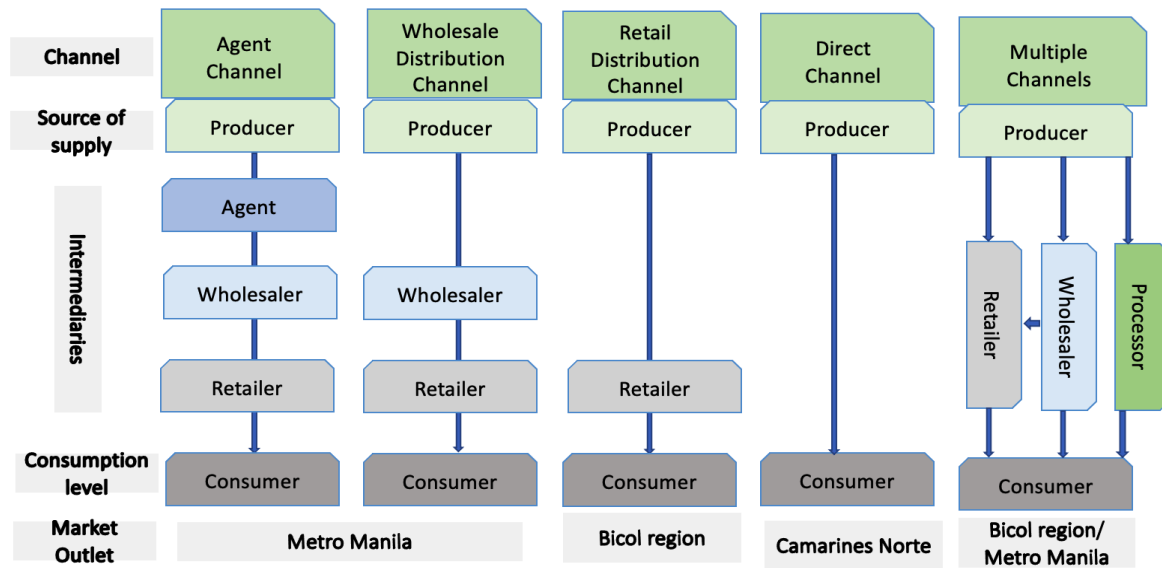 Channel
Agent
Channel
Wholesale
Distribution
Channel
Retail
Distribution
Channel
Direct
Channel
Multiple
Channels
Source of
supply
Producer
Producer
Producer
Producer
Producer
Intermediaries
Agent
Wholesaler
Wholesaler
Retailer
Retailer
Retailer
Retailer
Wholesaler
Processor
Consumption
level
Consumer
Consumer
Consumer
Consumer
Consumer
Market
Outlet
Metro Manila
Bicol region
Camarines Norte
Bicol region/
Metro Manila